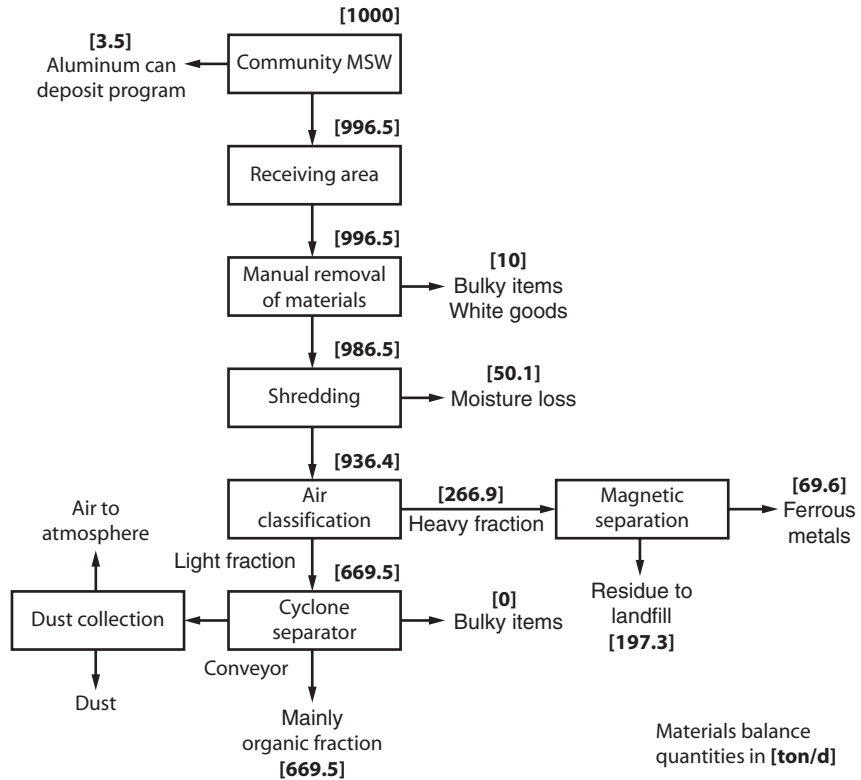 [1000]
[3.5]
Aluminum can
deposit program
Community MSW
[996.5]
Receiving area
[996.5]
Manual removal
of materials
[10]
Bulky items
White goods
[986.5]
Shredding
[50.1]
Moisture loss
[936.4]
Air
classification
[266.9]
Heavy fraction
Magnetic
separation
[69.6]
Ferrous
metals
Air to
atmosphere
Light fraction
[669.5]
Residue to
landfill
[197.3]
Dust collection
Cyclone
separator
[0]
Bulky items
Conveyor
Dust
Mainly
organic fraction
[669.5]
Materials balance
quantities in [ton/d]